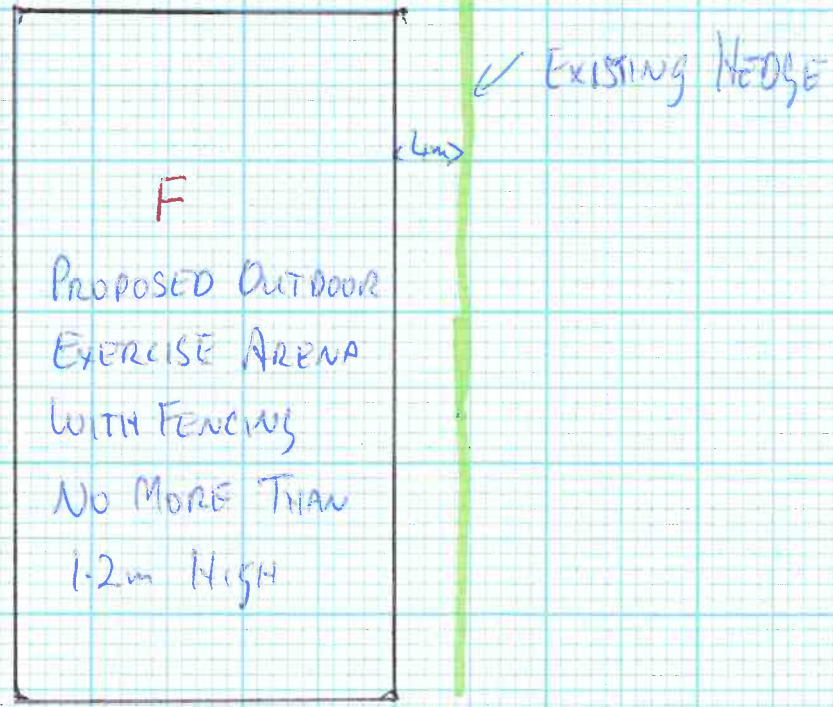 EXISTING HEDGE
4m
F
PROPOSED OUTDOOR
EXERCISE ARENA
WITH FENCING
NO MORE THAN
1.2m HIGH